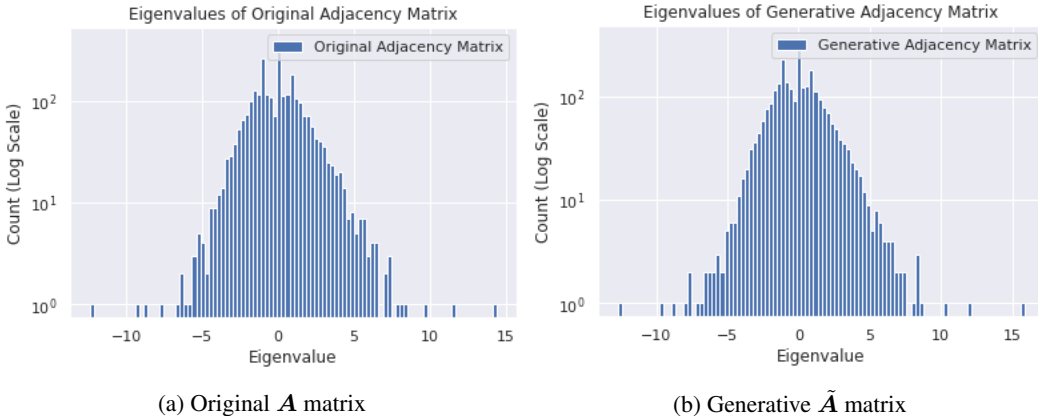 Eigenvalues of Original Adjacency Matrix
Original Adjacency Matrix
Count (Log Scale)
10²
10¹
10⁰
−10 −5 0 5 10 15
Eigenvalue
(a) Original A matrix
Eigenvalues of Generative Adjacency Matrix
Generative Adjacency Matrix
Count (Log Scale)
10²
10¹
10⁰
−10 −5 0 5 10 15
Eigenvalue
(b) Generative Ã matrix